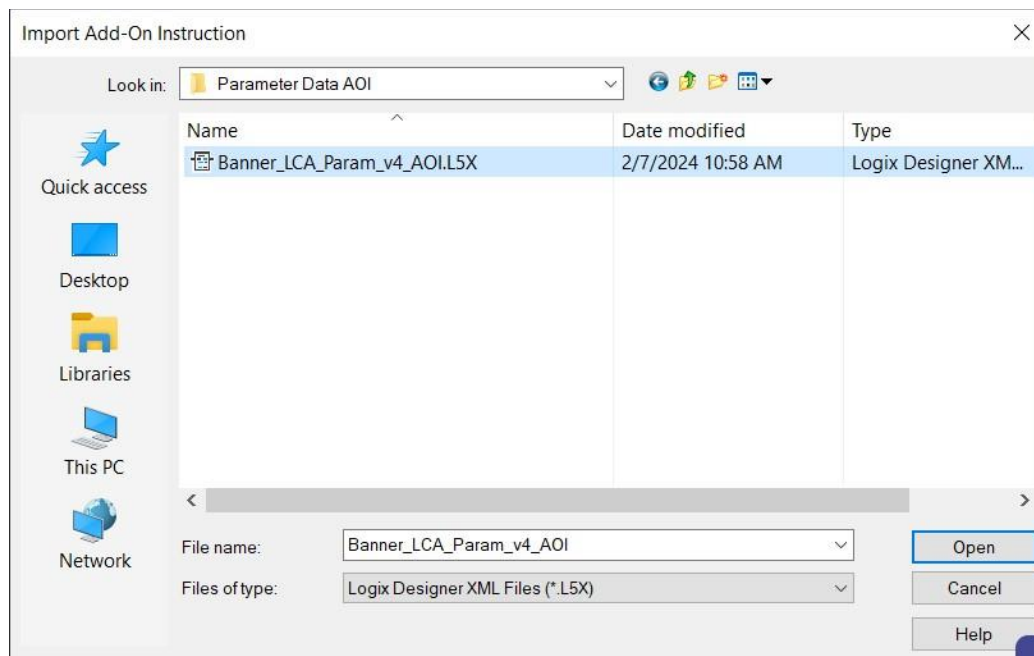 Import Add-On Instruction
Look in: Parameter Data AOI
Name Date modified Type
Banner_LCA_Param_v4_AOI.L5X 2/7/2024 10:58 AM Logix Designer XM...
Quick access
Desktop
Libraries
This PC
Network
File name: Banner_LCA_Param_v4_AOI Open
Files of type: Logix Designer XML Files (*.L5X) Cancel
Help